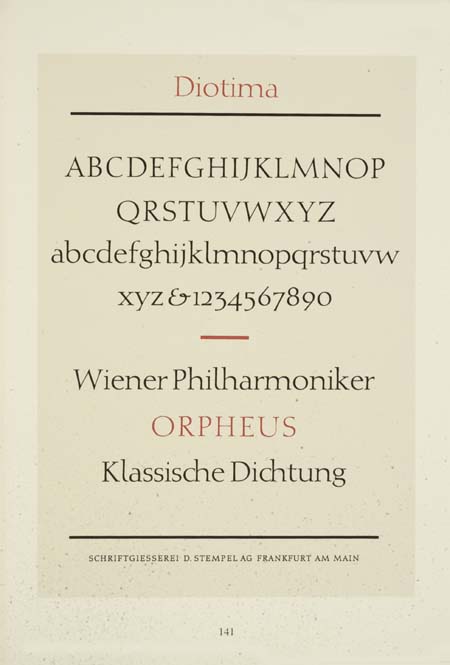 Diotima
ABCDEFGHIJKLMNOP
QRSTUVWXYZ
abcdefghijklmnopqrstuvw
xyz & 1234567890
Wiener Philharmoniker
ORPHEUS
Klassische Dichtung
SCHRIFTGIESSEREI D. STEMPEL AG FRANKFURT AM MAIN
141